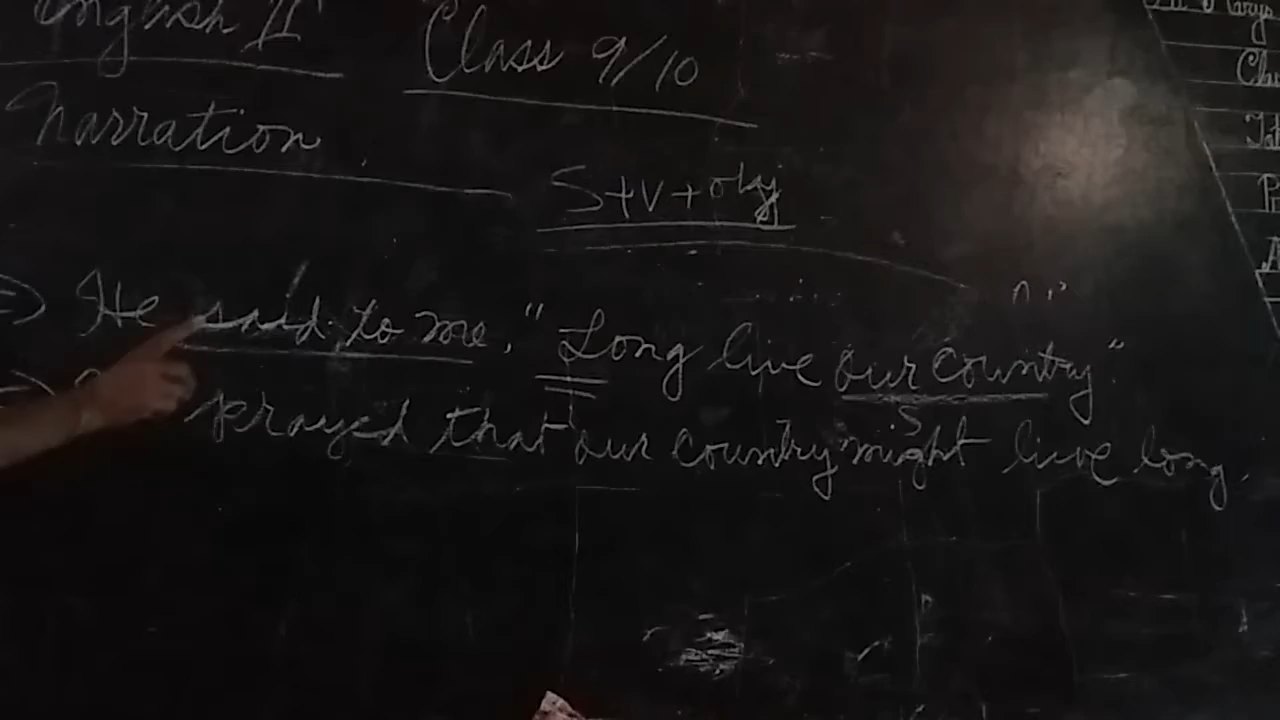 English II Class 9/10
Narration
S+v+obj
⇒ He said to me, "Long live our country".
S
⇒ prayed that our country might live long.